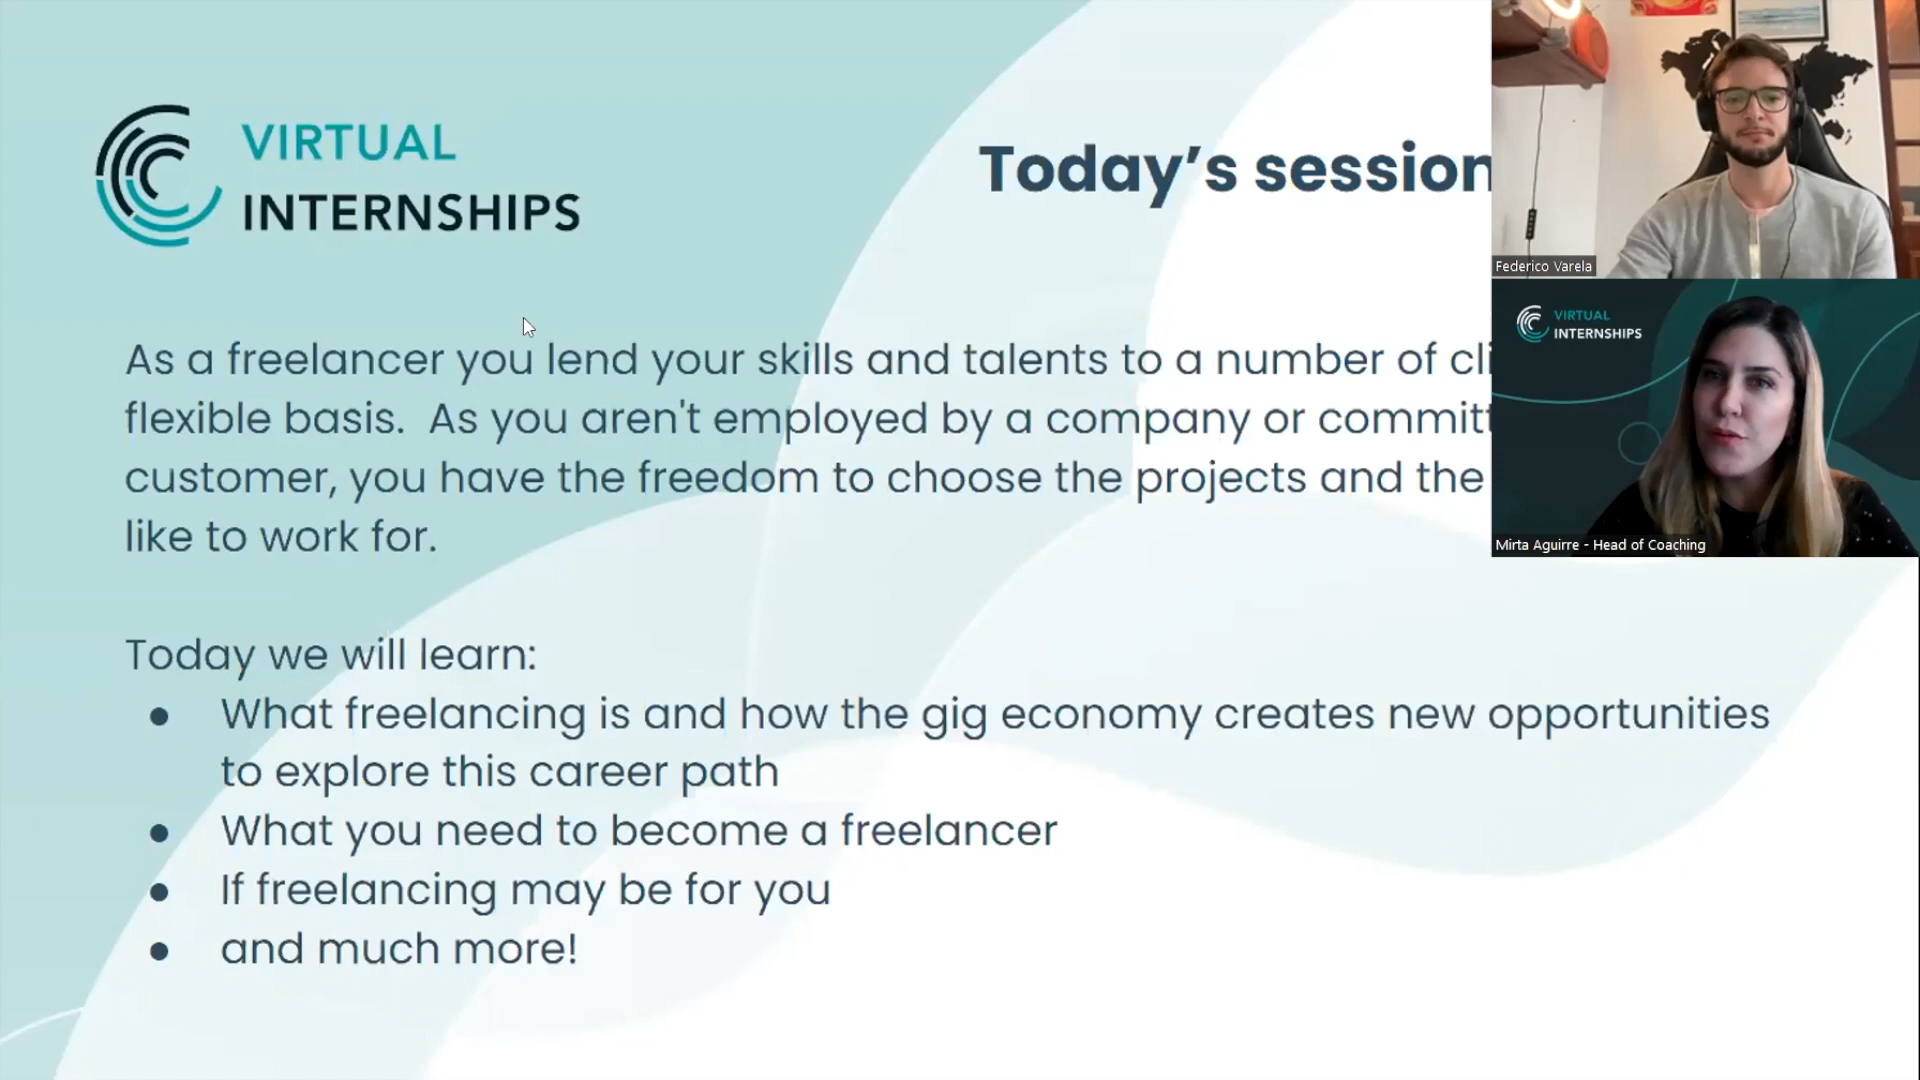 VIRTUAL
INTERNSHIPS
Today’s session
As a freelancer you lend your skills and talents to a number of
flexible basis.  As you aren't employed by a company or
customer, you have the freedom to choose the projects and the
like to work for.
Today we will learn:
● What freelancing is and how the gig economy creates new opportunities
to explore this career path
● What you need to become a freelancer
● If freelancing may be for you
● and much more!
Federico Varela
VIRTUAL
INTERNSHIPS
Mirta Aguirre - Head of Coaching